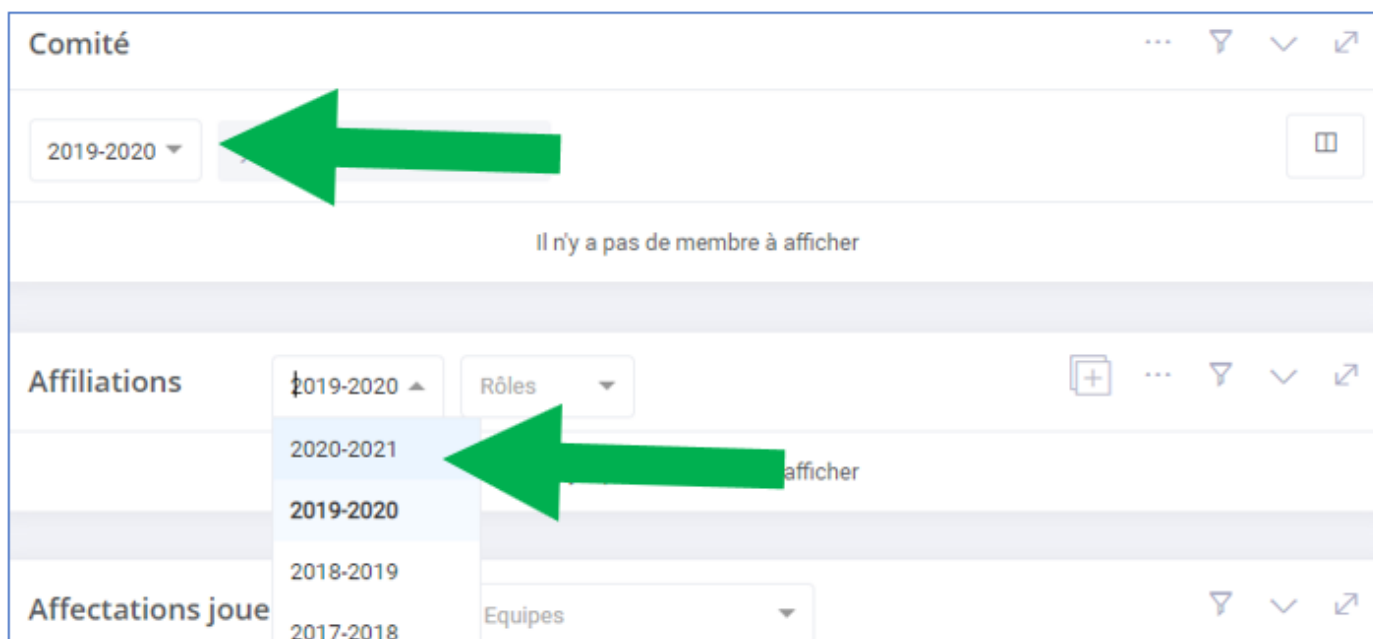 Comité
2019-2020
Il n'y a pas de membre à afficher
Affiliations 2019-2020 Rôles
2020-2021
afficher
2019-2020
2018-2019
Affectations joue Equipes
2017-2018